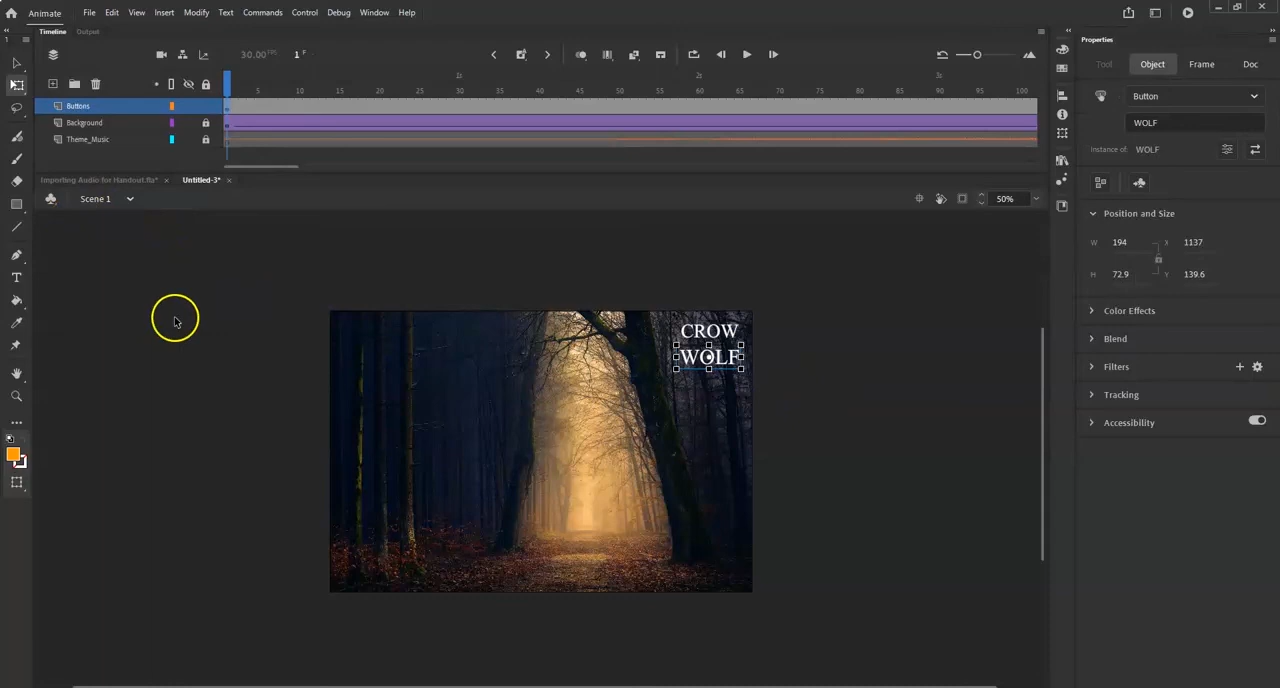 Animate File Edit View Insert Modify Text Commands Control Debug Window Help
Timeline Output
30.00 FPS 1 F
1s 2s 3s
5 10 15 20 25 30 35 40 45 50 55 60 65 70 75 80 85 90 95 100
Buttons
Background
Theme_Music
Importing Audio for Handout.fla* × Untitled-3* ×
Scene 1 50%
CROW
WOLF
Properties
Tool Object Frame Doc
Button
WOLF
Instance of: WOLF
Position and Size
W 194 X 1137
H 72.9 Y 139.6
Color Effects
Blend
Filters
Tracking
Accessibility